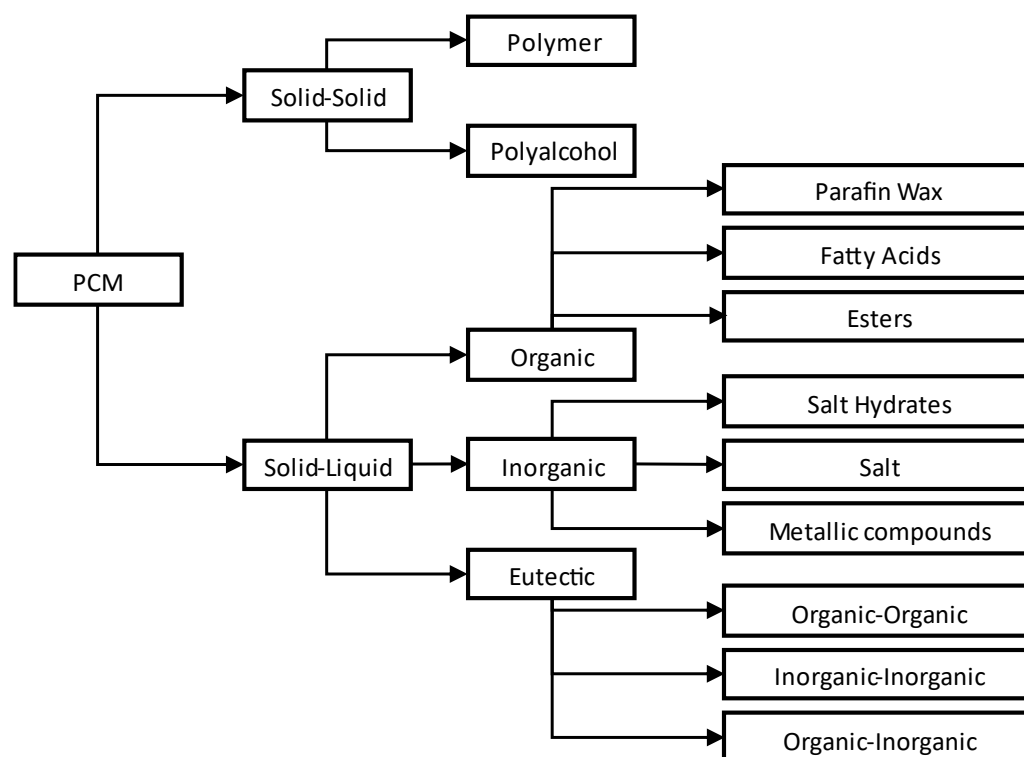 Polymer
Solid-Solid
Polyalcohol
Parafin Wax
Fatty Acids
PCM
Esters
Organic
Salt Hydrates
Solid-Liquid
Inorganic
Salt
Metallic compounds
Eutectic
Organic-Organic
Inorganic-Inorganic
Organic-Inorganic